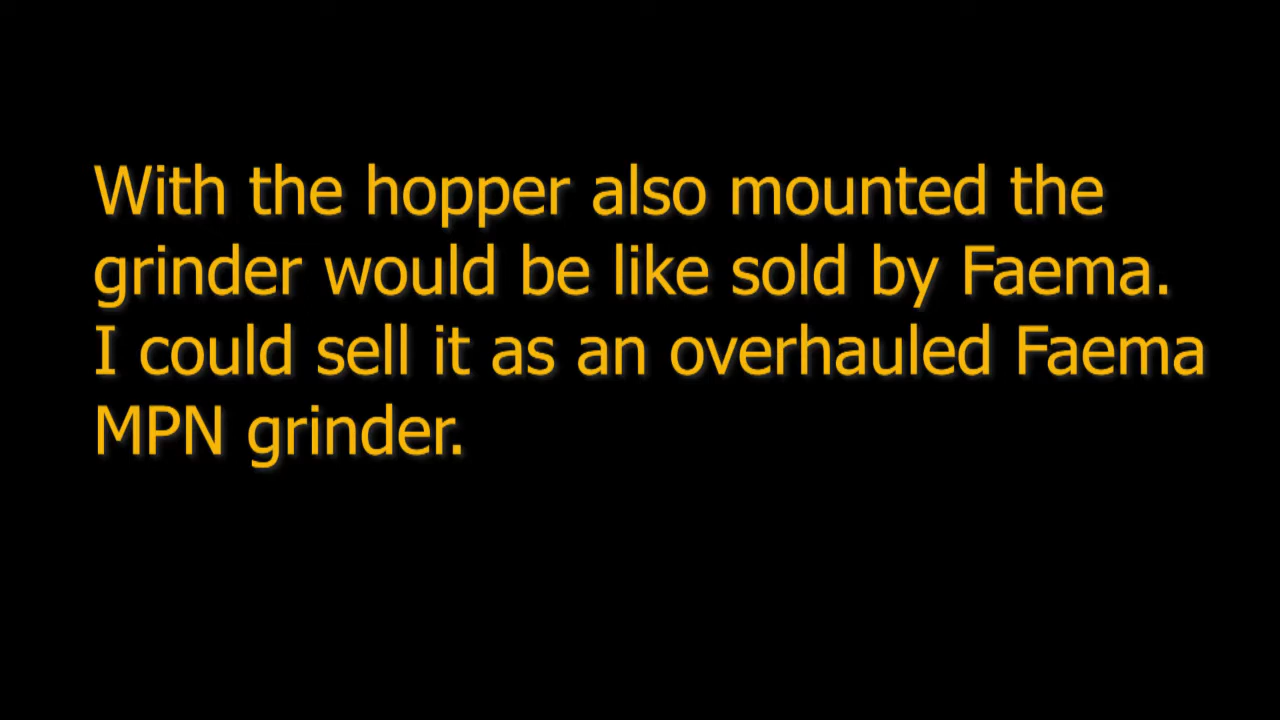 With the hopper also mounted the
grinder would be like sold by Faema.
I could sell it as an overhauled Faema
MPN grinder.